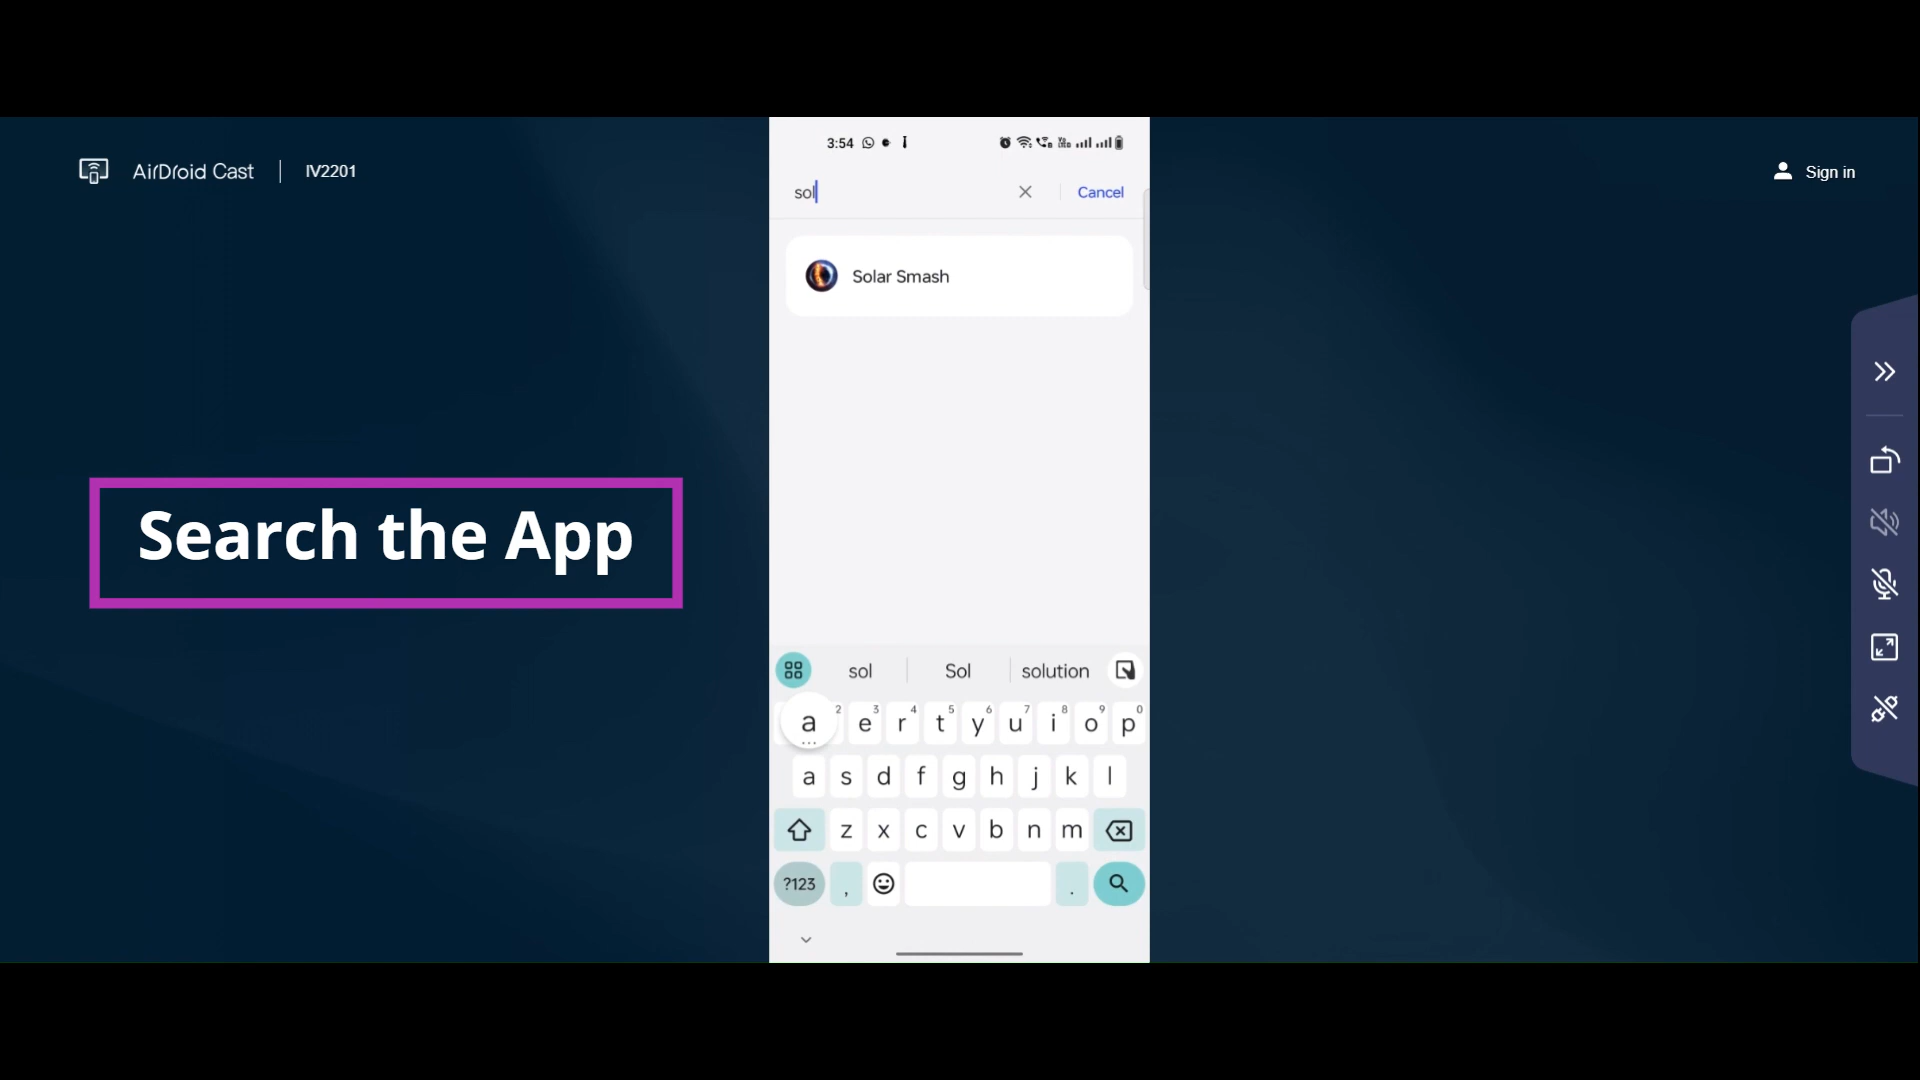 AirDroid Cast | IV2201
Sign in
3:54
sol
Cancel
Solar Smash
Search the App
sol Sol solution
a 2 e 3 r 4 t 5 y 6 u 7 i 8 o 9 p 0
a s d f g h j k l
z x c v b n m
?123 , .